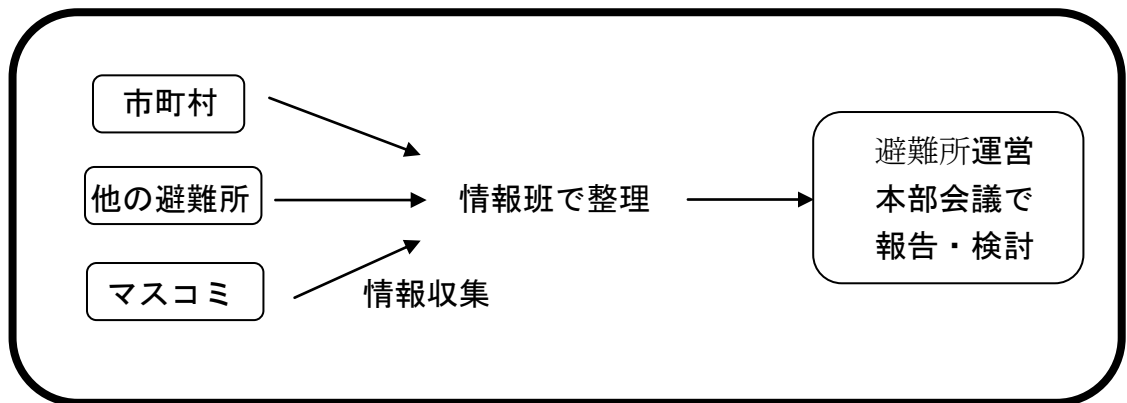 市町村
他の避難所
マスコミ
情報収集
情報班で整理
避難所運営
本部会議で
報告・検討